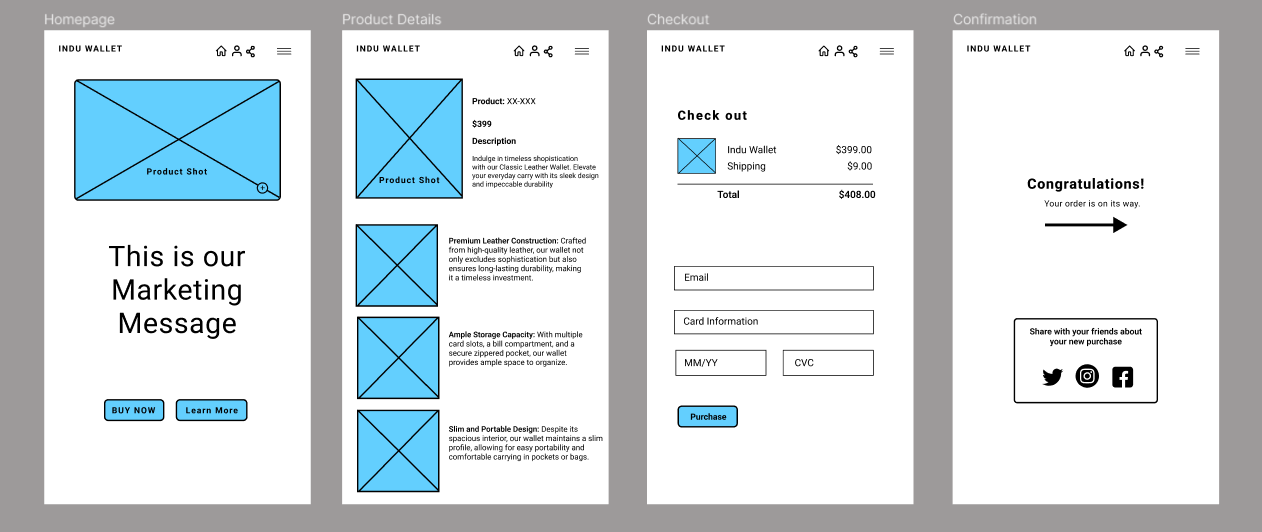 Homepage
INDU WALLET
Product Shot
This is our
Marketing
Message
BUY NOW
Learn More
Product Details
INDU WALLET
Product Shot
Product: XX-XXX
$399
Description
Indulge in timeless shopistication
with our Classic Leather Wallet. Elevate
your everyday carry with its sleek design
and impeccable durability
Premium Leather Construction: Crafted
from high-quality leather, our wallet not
only excludes sophistication but also
ensures long-lasting durability, making
it a timeless investment.
Ample Storage Capacity: With multiple
card slots, a bill compartment, and a
secure zippered pocket, our wallet
provides ample space to organize.
Slim and Portable Design: Despite its
spacious interior, our wallet maintains a slim
profile, allowing for easy portability and
comfortable carrying in pockets or bags.
Checkout
INDU WALLET
Check out
Indu Wallet $399.00
Shipping $9.00
Total $408.00
Email
Card Information
MM/YY
CVC
Purchase
Confirmation
INDU WALLET
Congratulations!
Your order is on its way.
Share with your friends about
your new purchase